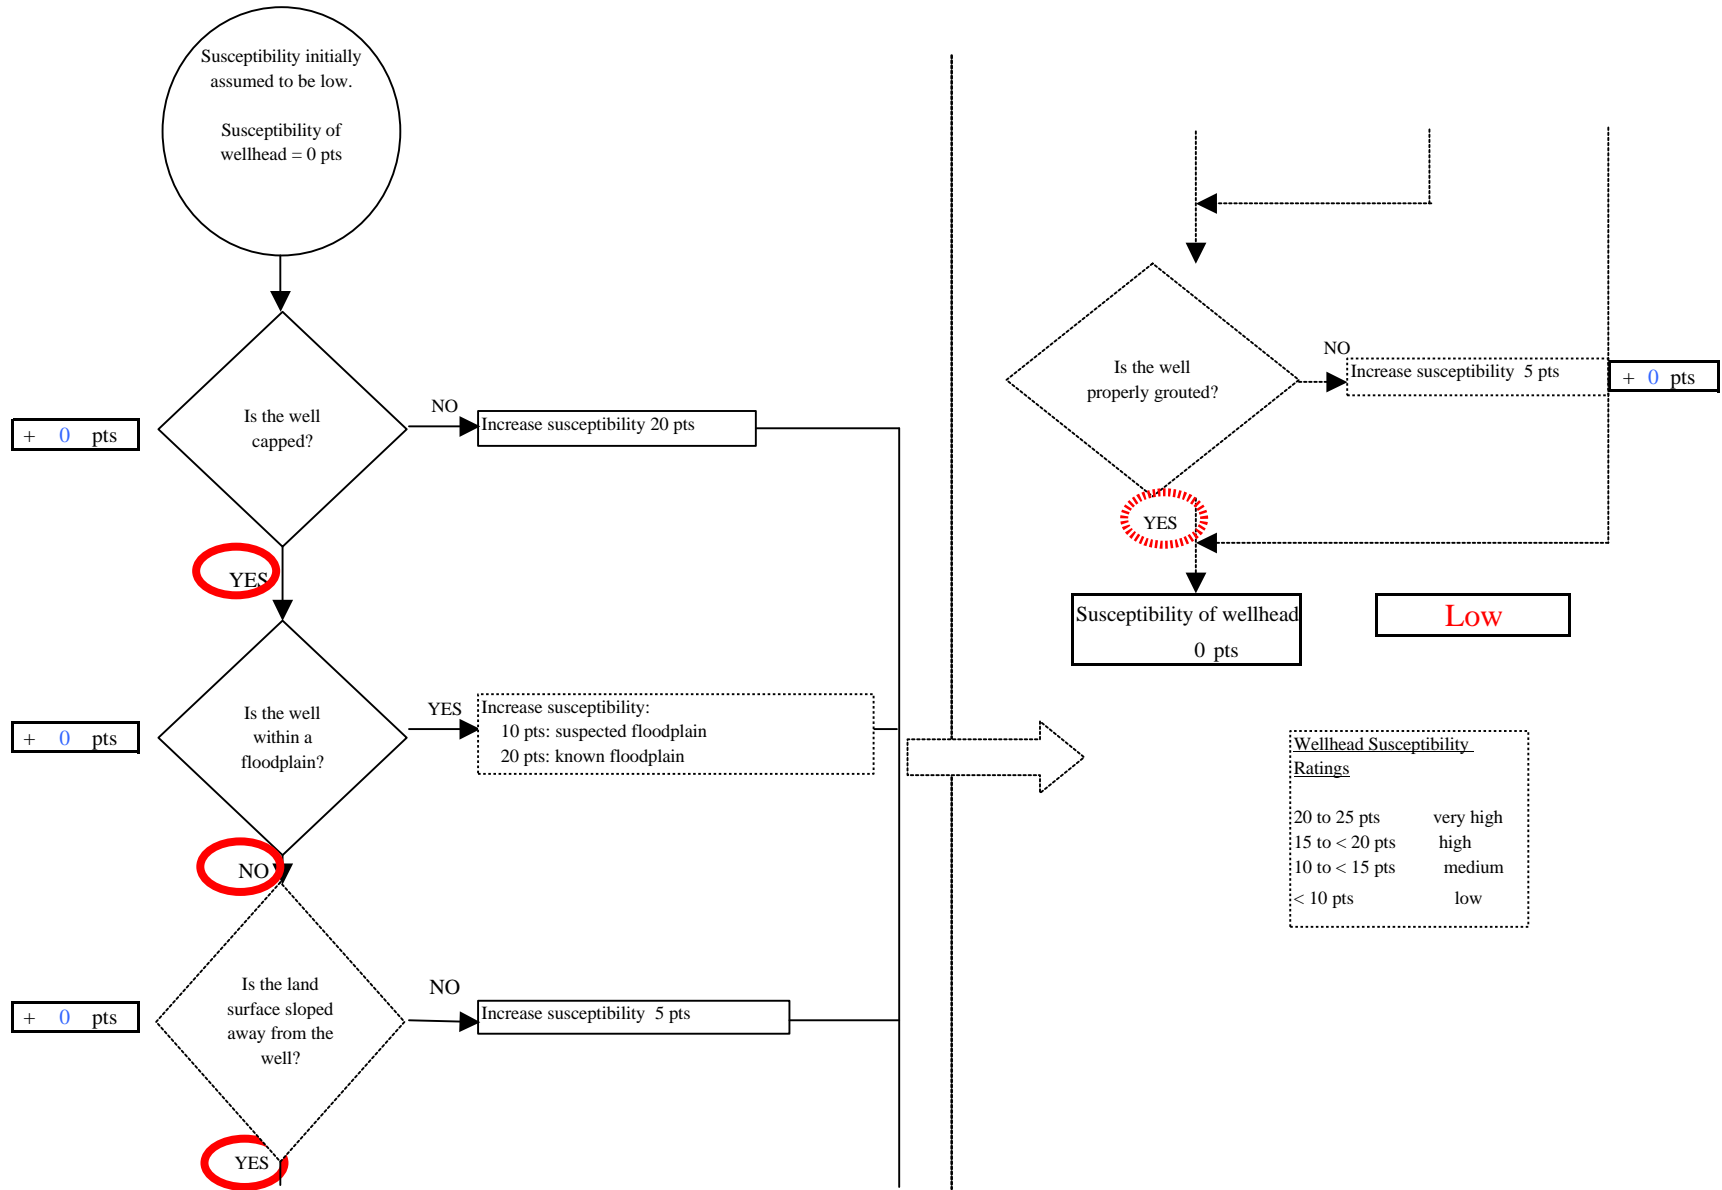 Susceptibility initially
assumed to be low.
Susceptibility of
wellhead = 0 pts
Is the well
capped?
NO
Increase susceptibility 20 pts
+ 0 pts
YES
Is the well
within a
floodplain?
YES
Increase susceptibility:
10 pts: suspected floodplain
20 pts: known floodplain
+ 0 pts
NO
Is the land
surface sloped
away from the
well?
NO
Increase susceptibility 5 pts
+ 0 pts
YES
Is the well
properly grouted?
NO
Increase susceptibility 5 pts
+ 0 pts
YES
Susceptibility of wellhead
0 pts
Low
Wellhead Susceptibility
Ratings
20 to 25 pts very high
15 to < 20 pts high
10 to < 15 pts medium
< 10 pts low